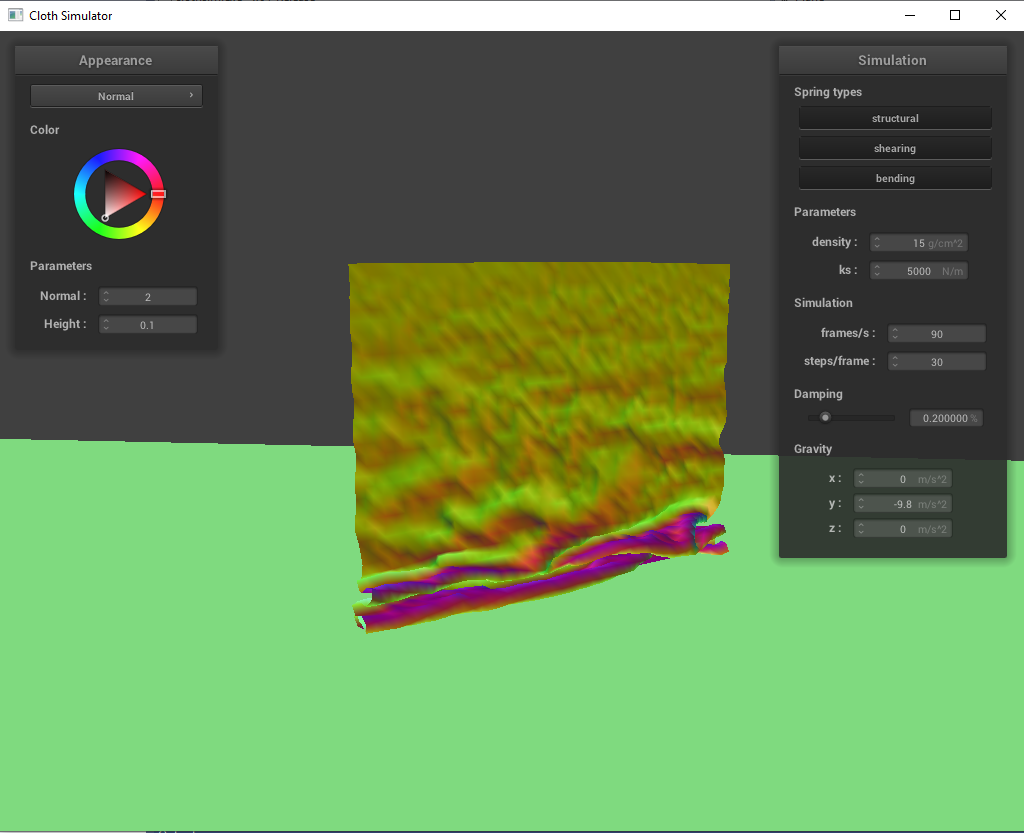 Cloth Simulator
Appearance
Normal
Color
Parameters
Normal : 2
Height : 0.1
Simulation
Spring types
structural
shearing
bending
Parameters
density : 15 g/cm^2
ks : 5000 N/m
Simulation
frames/s : 90
steps/frame : 30
Damping
0.200000 %
Gravity
x : 0 m/s^2
y : -9.8 m/s^2
z : 0 m/s^2